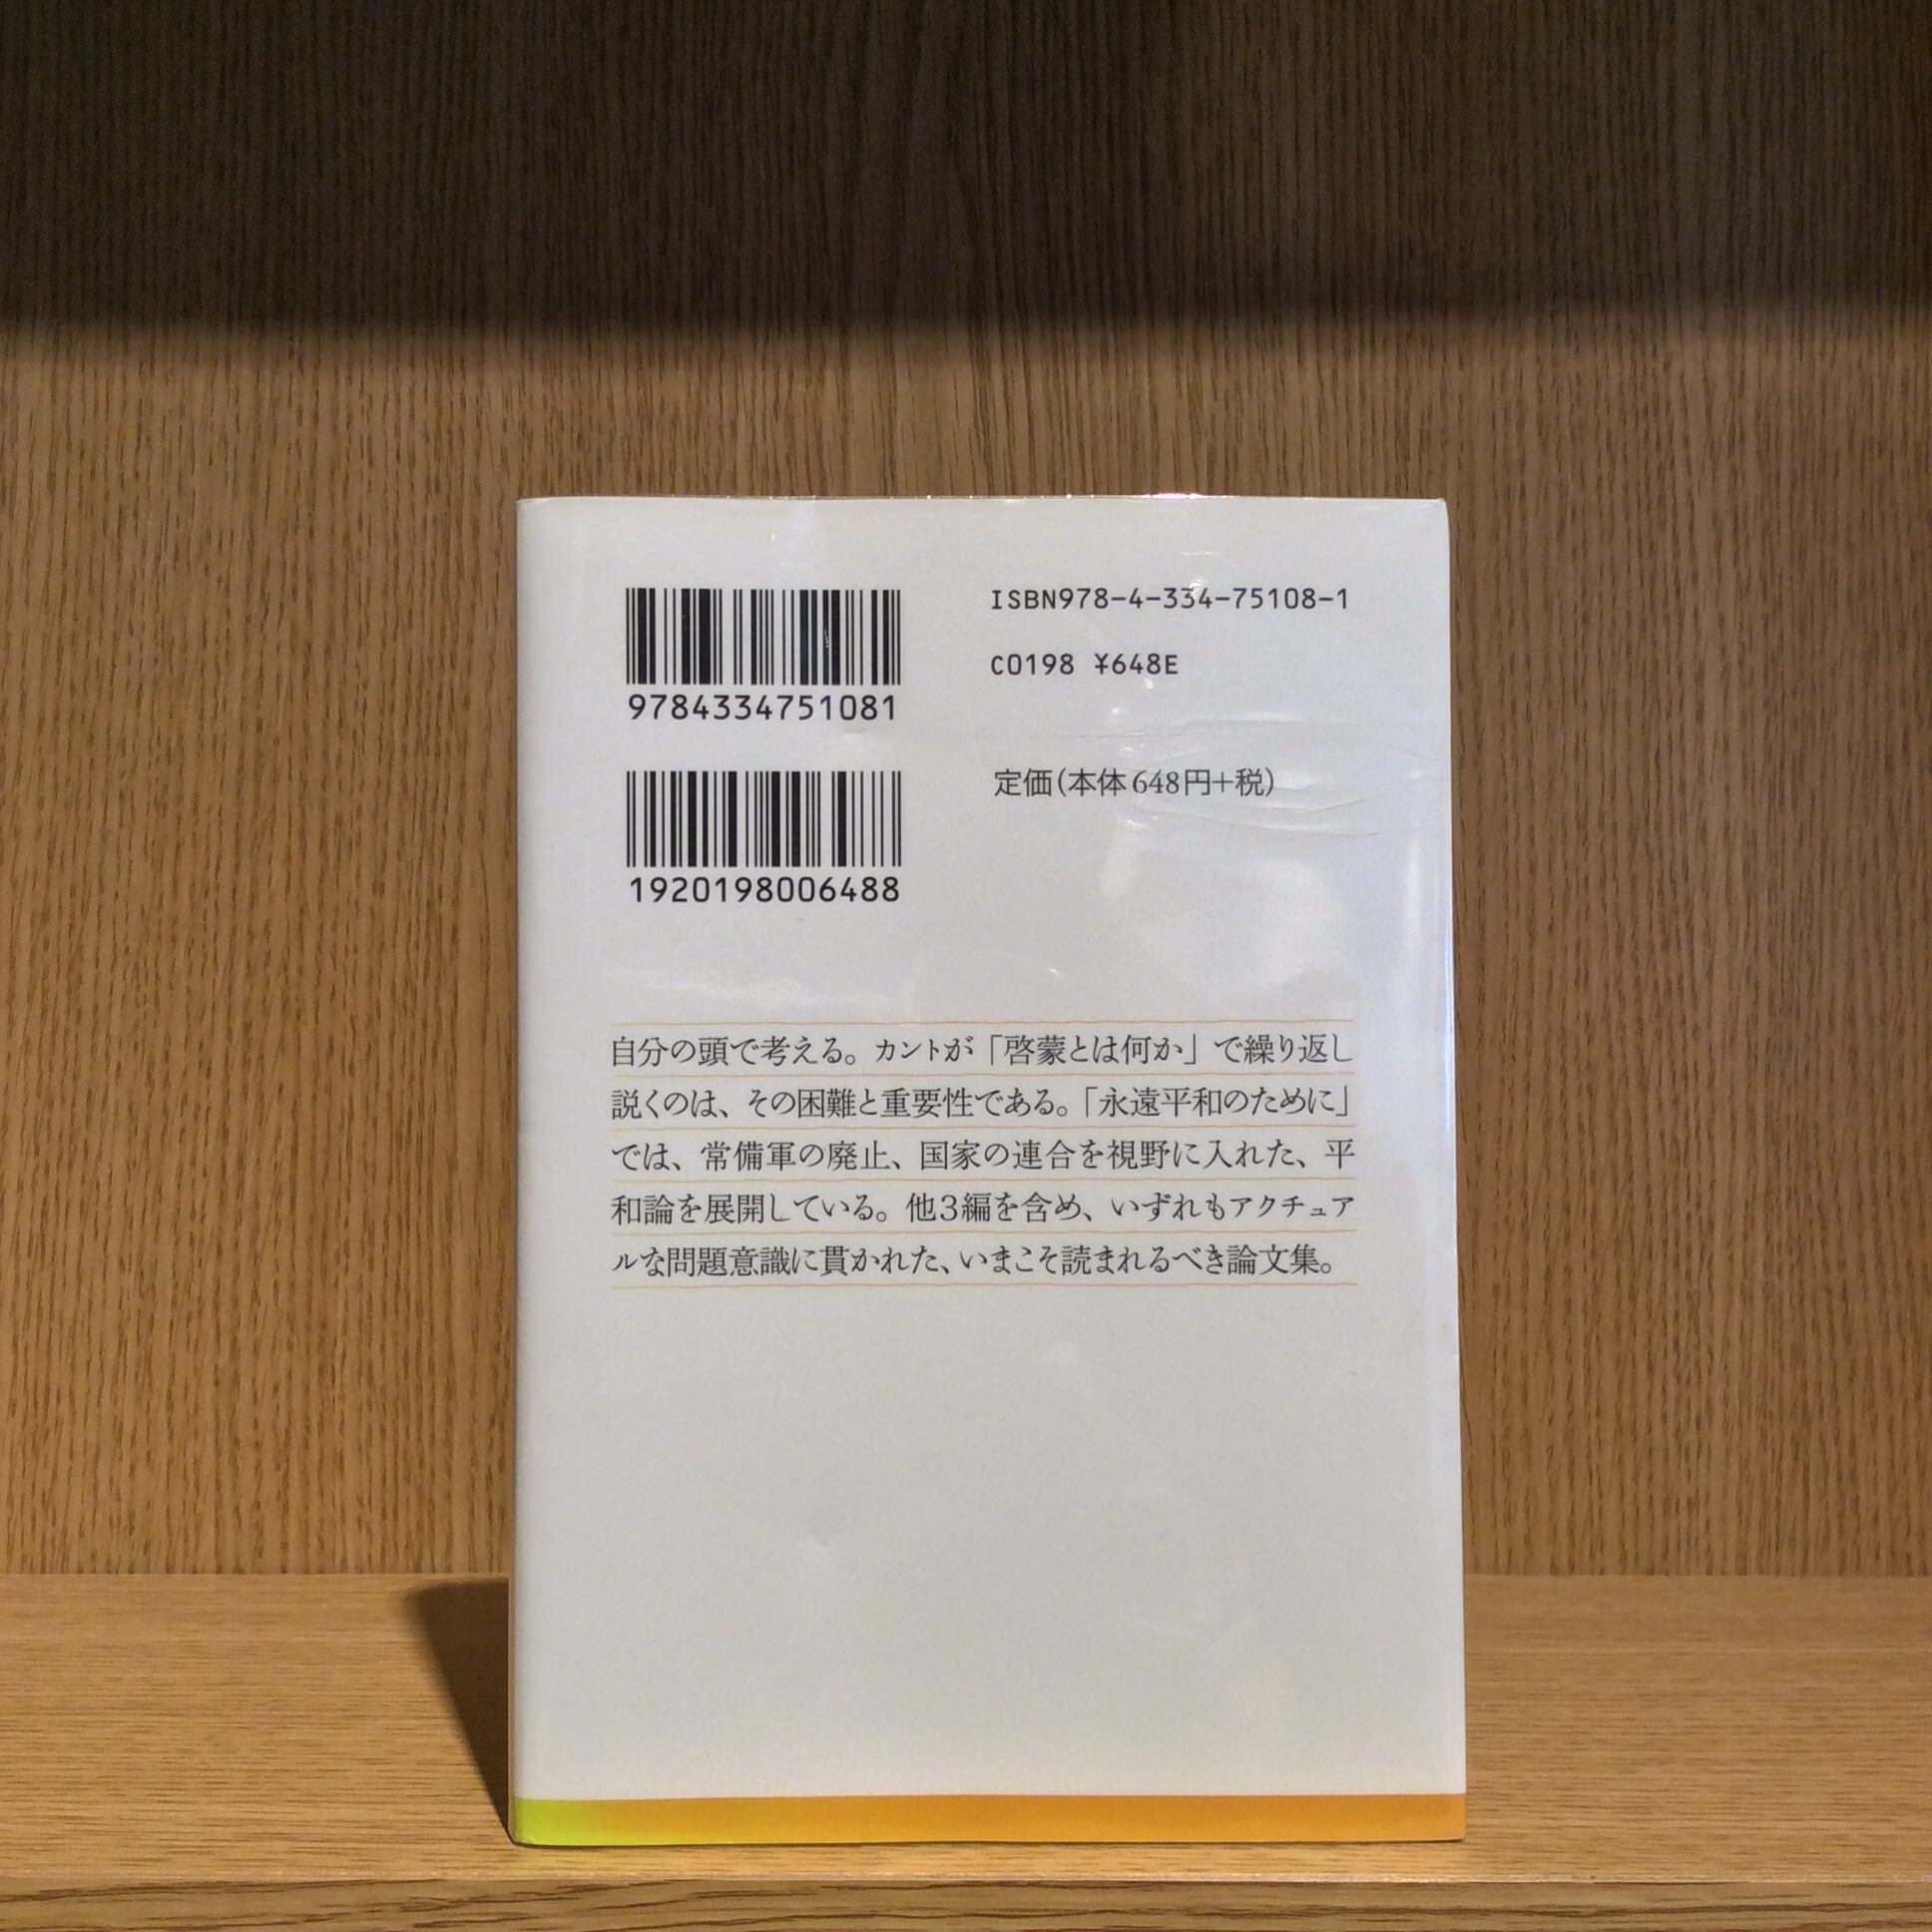 9784334751081
1920198006488
ISBN978-4-334-75108-1
C0198 ¥648E
定価(本体648円+税)
自分の頭で考える。カントが「啓蒙とは何か」で繰り返し
説くのは、その困難と重要性である。「永遠平和のために」
では、常備軍の廃止、国家の連合を視野に入れた、平
和論を展開している。他3編を含め、いずれもアクチュア
ルな問題意識に貫かれた、いまこそ読まれるべき論文集。